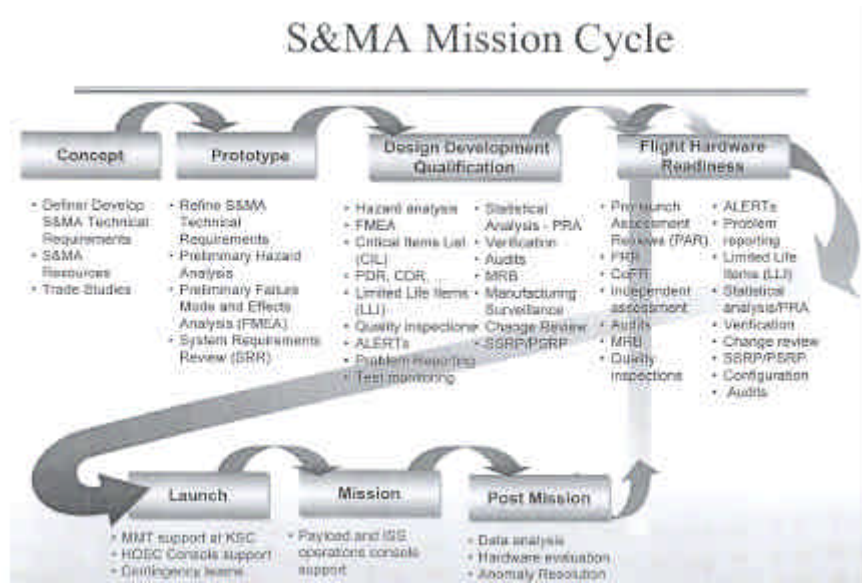 S&MA Mission Cycle
Concept
Prototype
Design Development
Qualification
Flight Hardware
Readiness
• Define/ Develop
S&MA Technical
Requirements
• S&MA
Resources
• Trade Studies
• Refine S&MA
Technical
Requirements
• Preliminary Hazard
Analysis
• Preliminary Failure
Mode and Effects
Analysis (FMEA)
• System Requirements
Review (SRR)
• Hazard analysis
• FMEA
• Critical Items List
(CIL)
• PDR, CDR
• Limited Life Items
(LLI)
• Quality inspections
• ALERTs
• Problem Reporting
• Test monitoring
• Statistical
Analysis - PRA
• Verification
• Audits
• MRB
• Manufacturing
Surveillance
• Change Review
• SSRP/PSRP
• Pre-launch
Assessment
Reviews (PAR)
•
• CoFR
• Independent
assessment
• Audits
• MRB
• Quality
inspections
• ALERTs
• Problem
reporting
• Limited Life
Items (LLI)
• Statistical
analysis/PRA
• Verification
• Change review
• SSRP/PSRP
• Configuration
• Audits
Launch
Mission
Post Mission
• MMT support at KSC
• HOSC Console support
• Contingency teams
• Payload and ISS
operations console
support
• Data analysis
• Hardware evaluation
• Anomaly Resolution